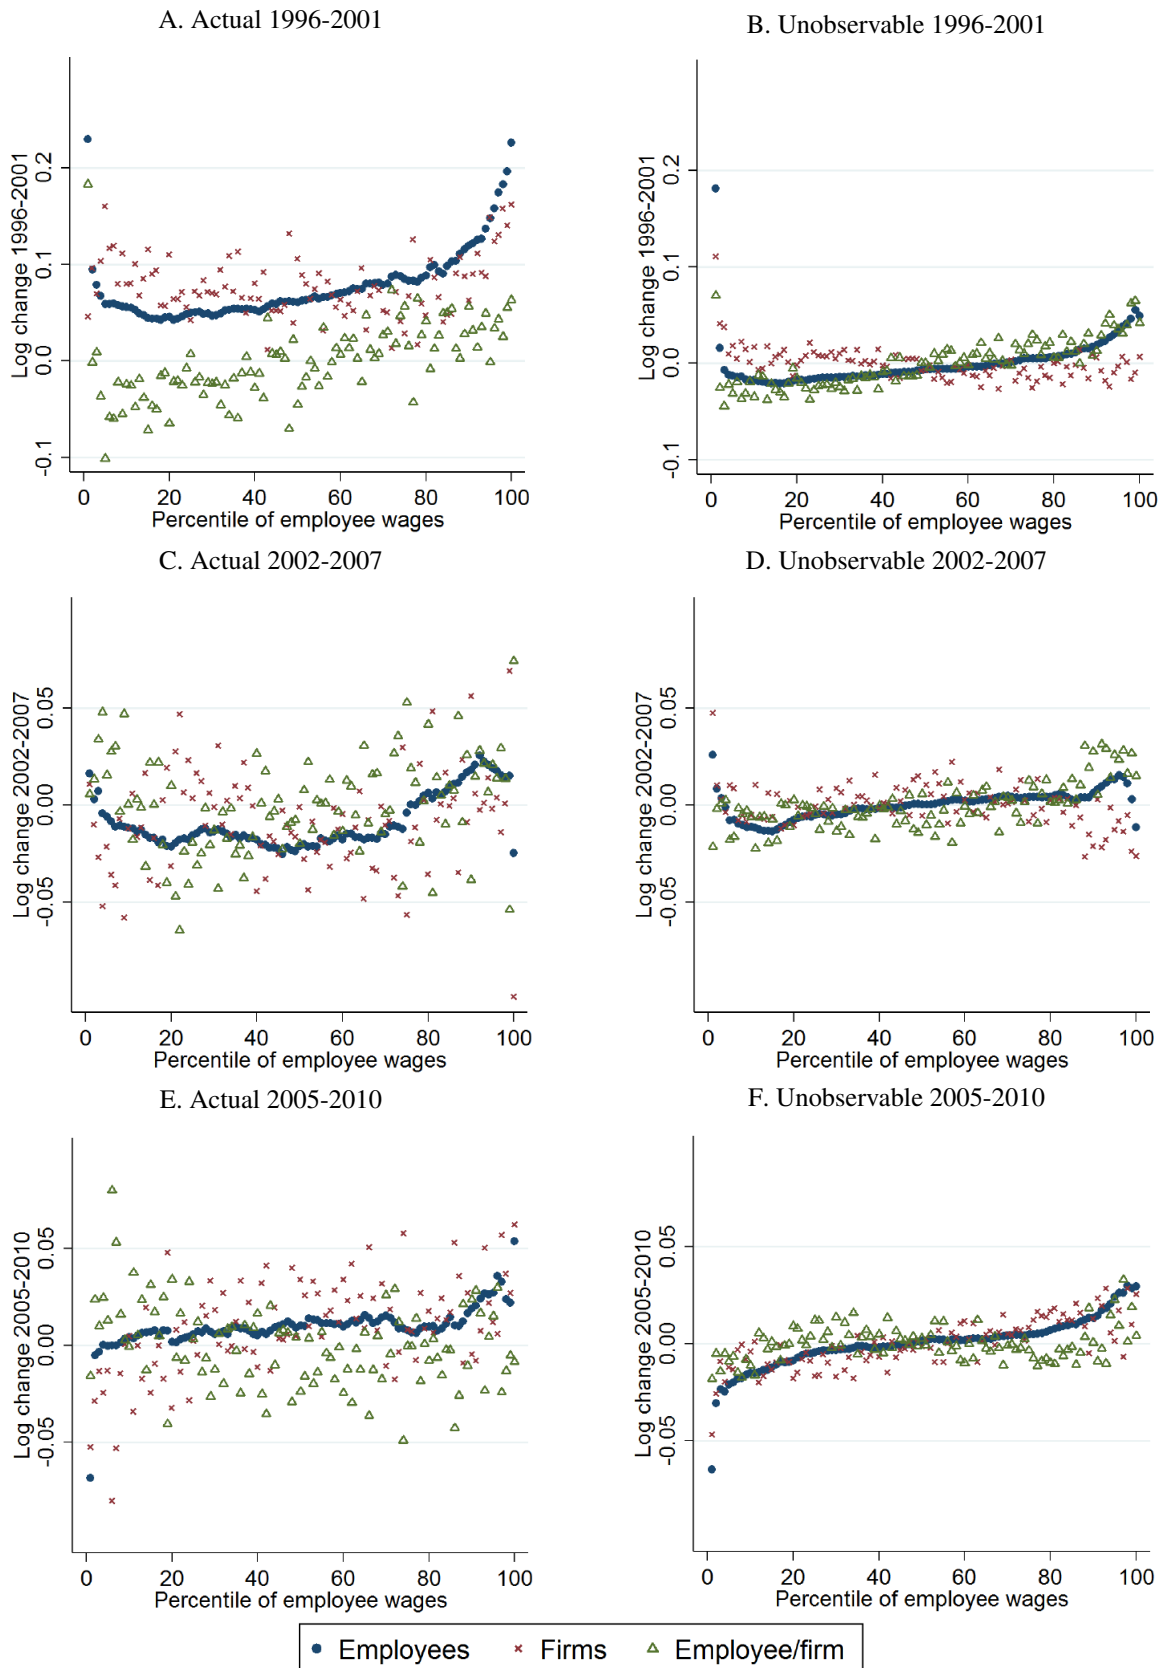 A. Actual 1996-2001
Log change 1996-2001
0.2
0.1
0.0
-0.1
0 20 40 60 80 100
Percentile of employee wages
B. Unobservable 1996-2001
Log change 1996-2001
0.2
0.1
0.0
-0.1
0 20 40 60 80 100
Percentile of employee wages
C. Actual 2002-2007
Log change 2002-2007
0.05
0.00
-0.05
0 20 40 60 80 100
Percentile of employee wages
D. Unobservable 2002-2007
Log change 2002-2007
0.05
0.00
-0.05
0 20 40 60 80 100
Percentile of employee wages
E. Actual 2005-2010
Log change 2005-2010
0.05
0.00
-0.05
0 20 40 60 80 100
Percentile of employee wages
F. Unobservable 2005-2010
Log change 2005-2010
0.05
0.00
-0.05
0 20 40 60 80 100
Percentile of employee wages
Employees Firms Employee/firm